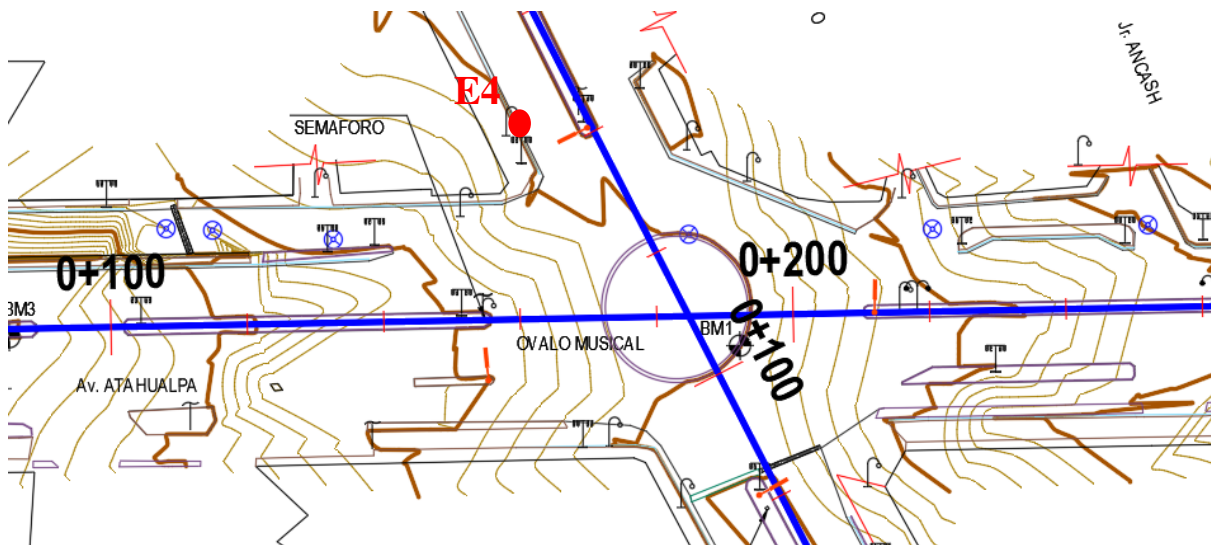 Jr. ANCASH
E4
SEMAFORO
0+100
0+200
BM3
BM1
0+100
OVALO MUSICAL
Av. ATAHUALPA